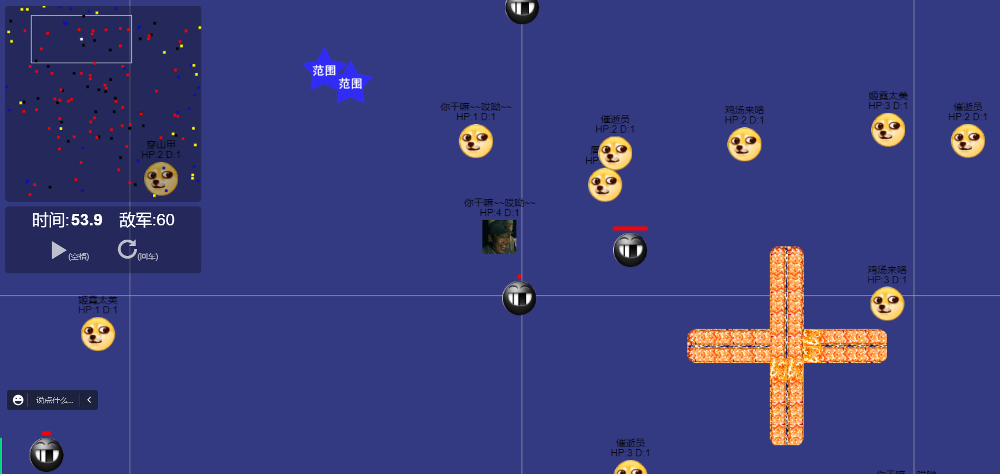 范围
范围
你干嘛~~哎呦~~
HP:1 D:1
催逝员
HP:2 D:1
鸡汤来咯
HP:2 D:1
姬霓太美
HP:3 D:1
催逝员
HP:2 D:1
穿山甲
HP:2 D:1
HP:
你干嘛~~哎呦~~
HP:4 D:1
时间:53.9 敌军:60
(空格) (回车)
鸡汤来咯
HP:3 D:1
姬霓太美
HP:1 D:1
说点什么...
催逝员
HP:3 D:1